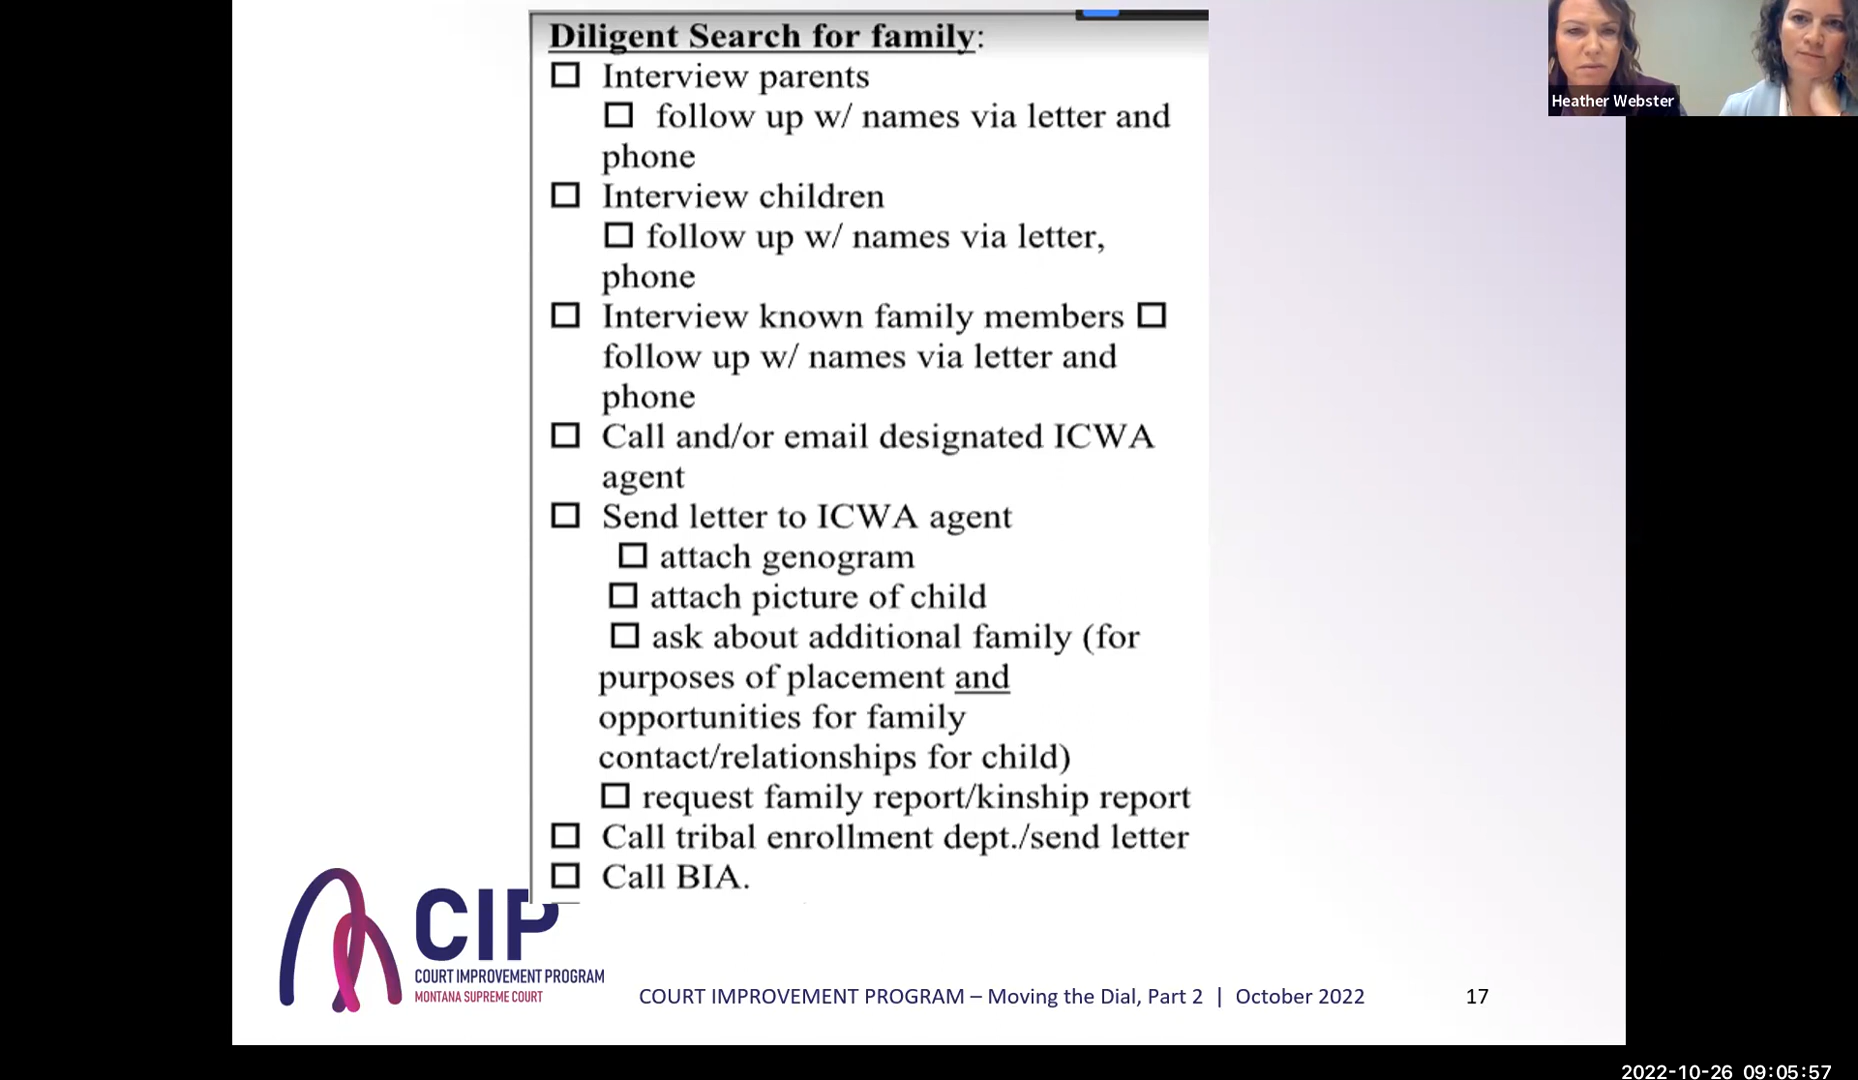 Diligent Search for family:
☐ Interview parents
☐ follow up w/ names via letter and
phone
☐ Interview children
☐ follow up w/ names via letter,
phone
☐ Interview known family members ☐
follow up w/ names via letter and
phone
☐ Call and/or email designated ICWA
agent
☐ Send letter to ICWA agent
☐ attach genogram
☐ attach picture of child
☐ ask about additional family (for
purposes of placement and
opportunities for family
contact/relationships for child)
☐ request family report/kinship report
☐ Call tribal enrollment dept./send letter
☐ Call BIA.
Heather Webster
CIP
COURT IMPROVEMENT PROGRAM
MONTANA SUPREME COURT
COURT IMPROVEMENT PROGRAM – Moving the Dial, Part 2 | October 2022
17
2022-10-26 09:05:57